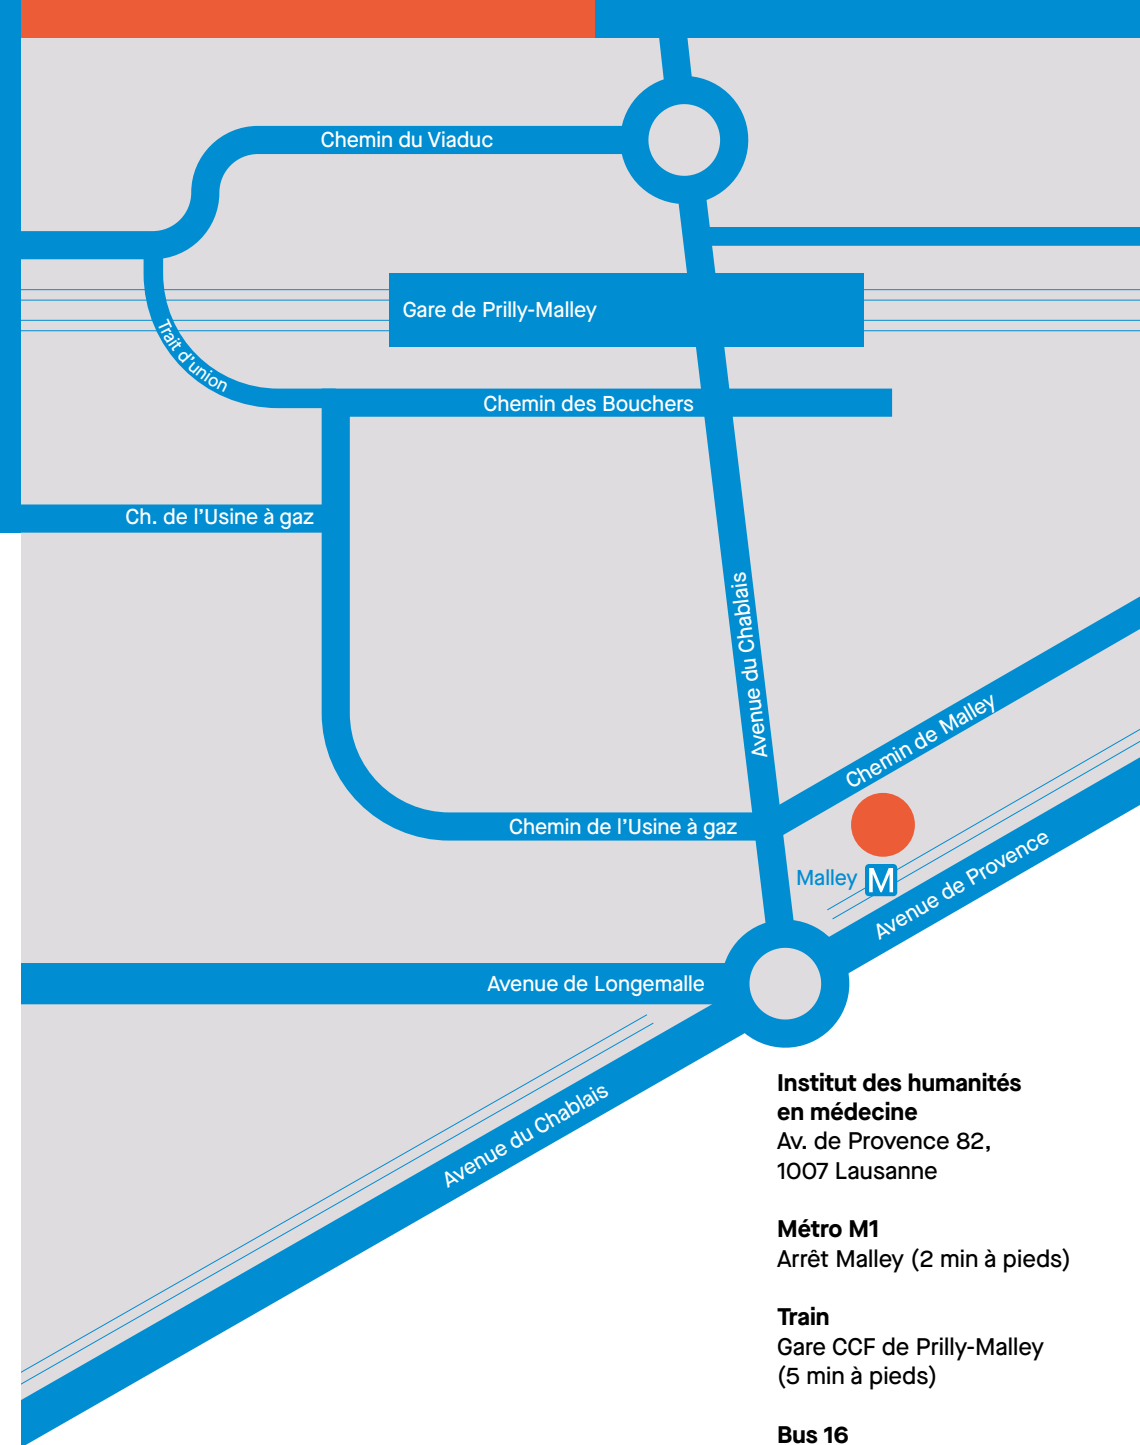 Chemin du Viaduc
Gare de Prilly-Malley
Trait d'union
Chemin des Bouchers
Ch. de l'Usine à gaz
Avenue du Chablais
Chemin de Malley
Chemin de l'Usine à gaz
Malley M
Avenue de Provence
Avenue de Longemalle
Avenue du Chablais
Institut des humanités
en médecine
Av. de Provence 82,
1007 Lausanne
Métro M1
Arrêt Malley (2 min à pieds)
Train
Gare CCF de Prilly-Malley
(5 min à pieds)
Bus 16